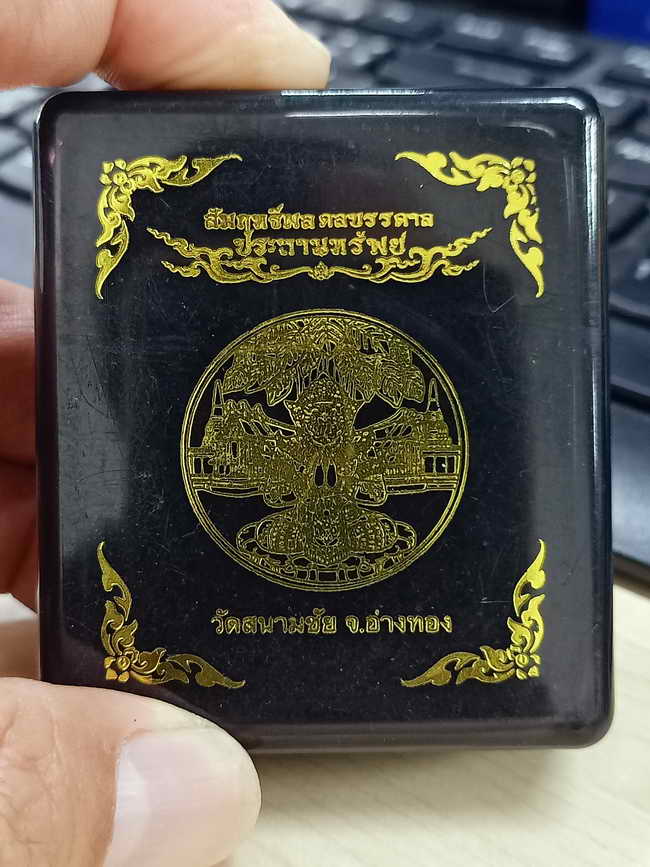 สัมฤทธิ์ผล ดลบรรดาล
ประทานทรัพย์
วัดสนามชัย จ.อ่างทอง